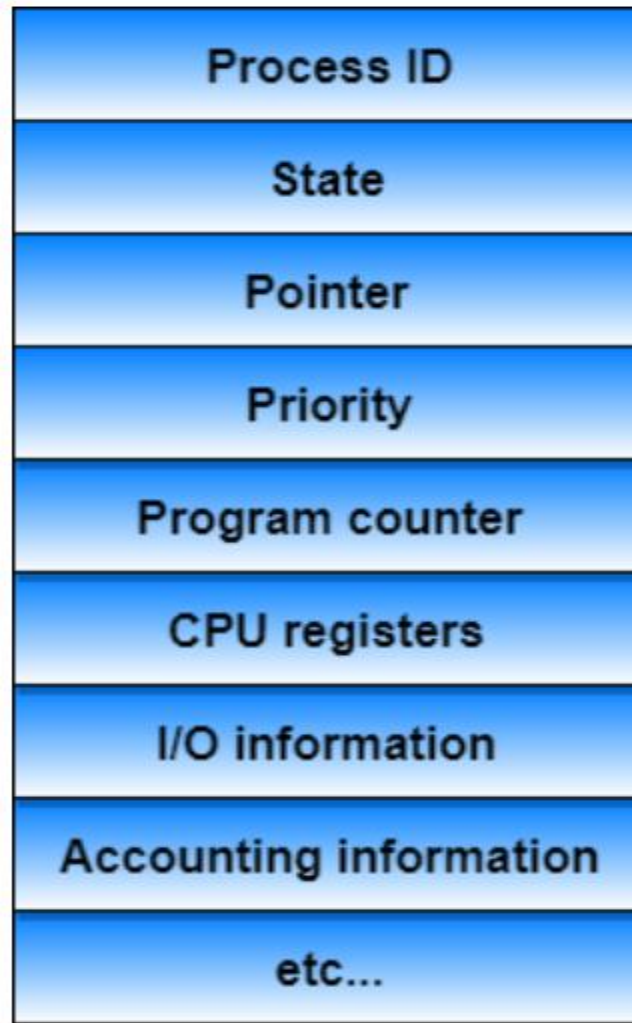 Process ID
State
Pointer
Priority
Program counter
CPU registers
I/O information
Accounting information
etc...